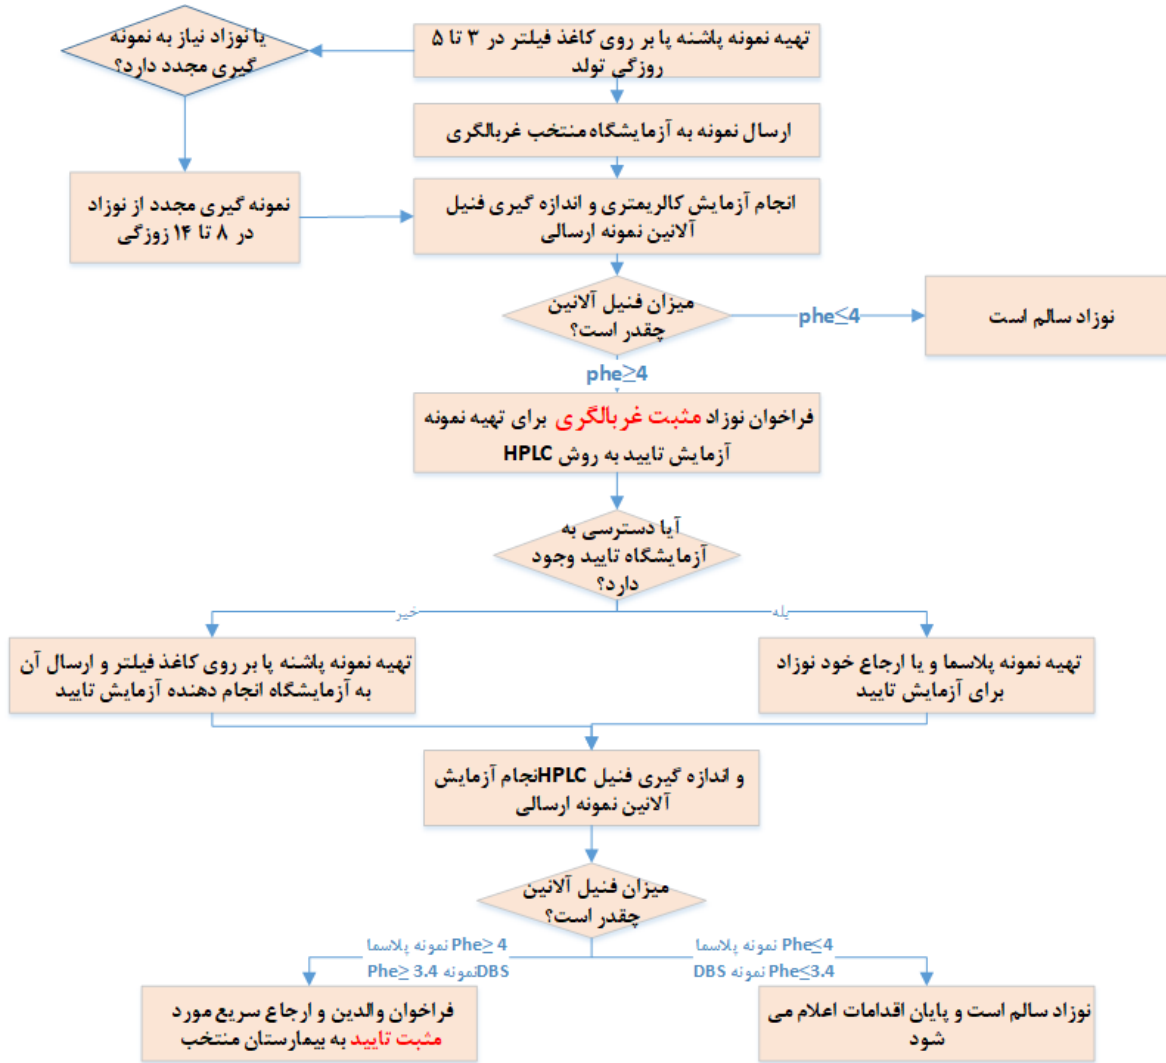 تهیه نمونه پاشنه پا بر روی کاغذ فیلتر در ۳ تا ۵
روزگی تولد
یا نوزاد نیاز به نمونه
گیری مجدد دارد؟
ارسال نمونه به آزمایشگاه منتخب غربالگری
نمونه گیری مجدد از نوزاد
در ۸ تا ۱۴ زوزگی
انجام آزمایش کالریمتری و اندازه گیری فنیل
آلانین نمونه ارسالی
میزان فنیل آلانین
چقدر است؟
phe≤4
نوزاد سالم است
phe≥4
فراخوان نوزاد مثبت غربالگری برای تهیه نمونه
آزمایش تایید به روش HPLC
آیا دسترسی به
آزمایشگاه تایید وجود
دارد؟
بله
خیر
تهیه نمونه پلاسما و یا ارجاع خود نوزاد
برای آزمایش تایید
تهیه نمونه پاشنه پا بر روی کاغذ فیلتر و ارسال آن
به آزمایشگاه انجام دهنده آزمایش تایید
و اندازه گیری فنیل HPLCانجام آزمایش
آلانین نمونه ارسالی
میزان فنیل آلانین
چقدر است؟
Phe≤4 نمونه پلاسما
Phe≤3.4 نمونه DBS
Phe≥ 4 نمونه پلاسما
Phe≥ 3.4 نمونهDBS
نوزاد سالم است و پایان اقدامات اعلام می
شود
فراخوان والدین و ارجاع سریع مورد
مثبت تایید به بیمارستان منتخب